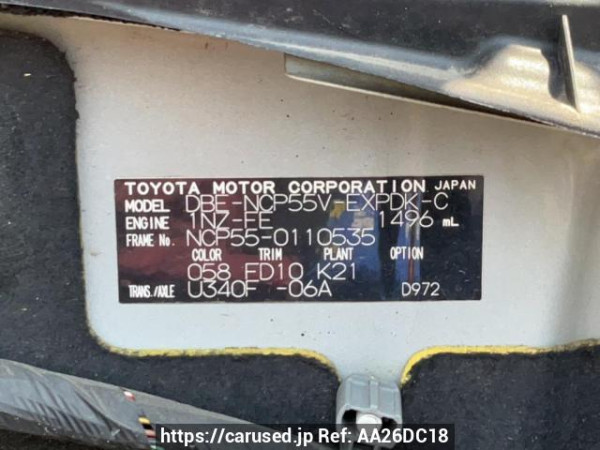 TOYOTA MOTOR CORPORATION JAPAN
MODEL DBE-NCP55V-EXPDK-C
ENGINE 1NZ-FE 1496 mL
FRAME No. NCP55-0110535
COLOR TRIM PLANT OPTION
058 FD10 K21
TRANS./AXLE U340F -06A D972
https://carused.jp Ref: AA26DC18